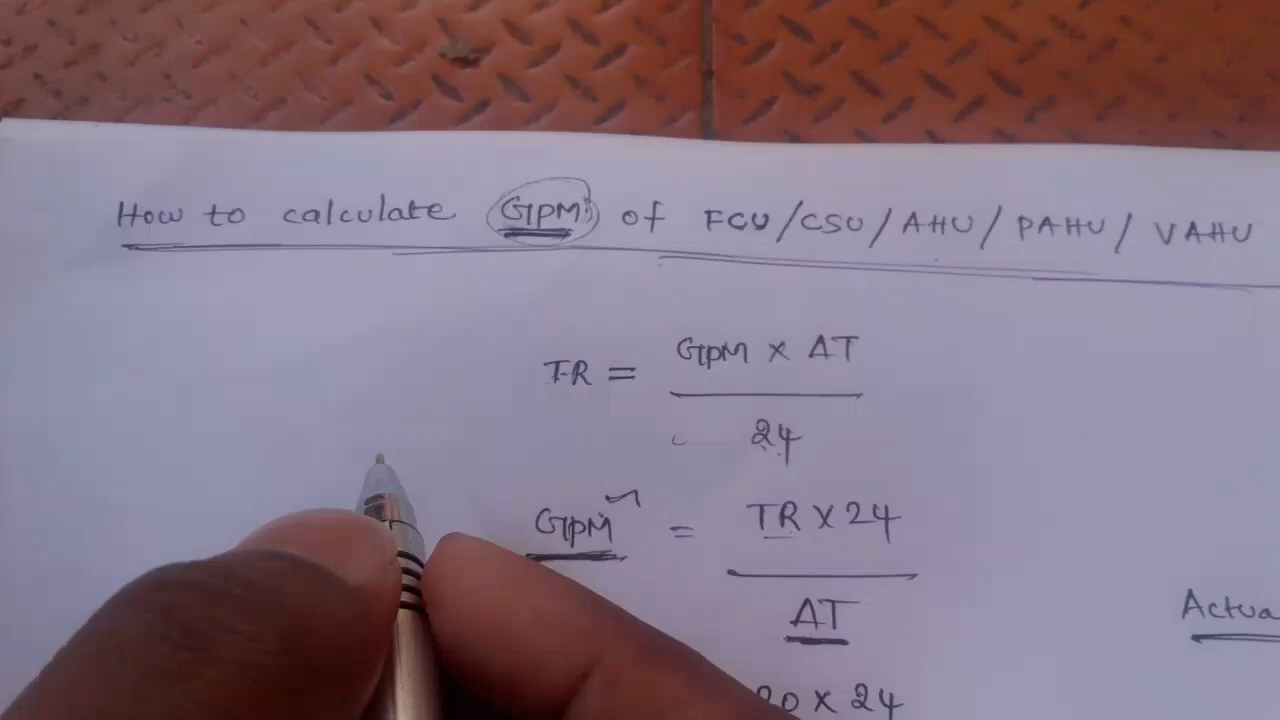 How to calculate GPM of FCU/CSU/AHU/PAHU/VAHU
TR = GPM × ΔT
24
GPM = TR × 24
ΔT
20 × 24